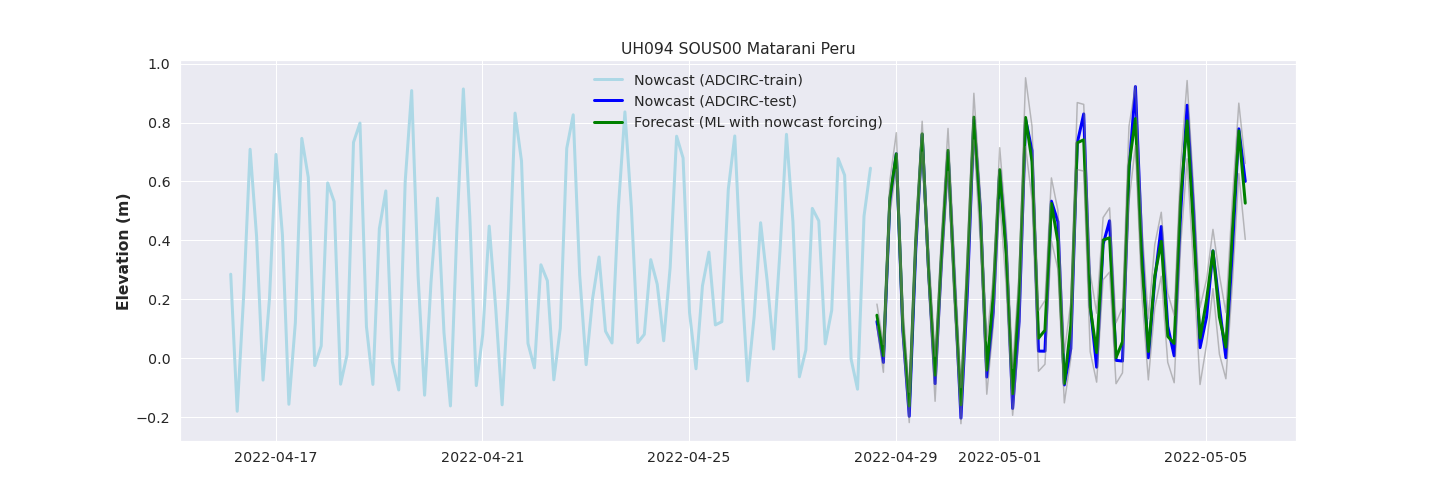 UH094 SOUS00 Matarani Peru
Nowcast (ADCIRC-train)
Nowcast (ADCIRC-test)
Forecast (ML with nowcast forcing)
Elevation (m)
1.0
0.8
0.6
0.4
0.2
0.0
−0.2
2022-04-17
2022-04-21
2022-04-25
2022-04-29
2022-05-01
2022-05-05